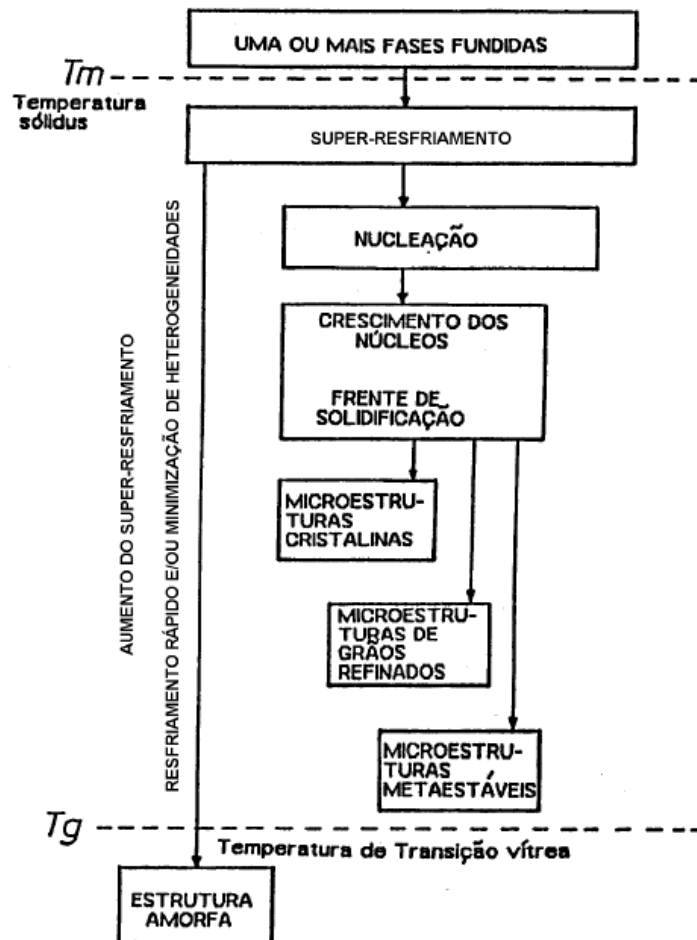 UMA OU MAIS FASES FUNDIDAS
Tm
Temperatura
sólidus
SUPER-RESFRIAMENTO
NUCLEAÇÃO
CRESCIMENTO DOS
NÚCLEOS
FRENTE DE
SOLIDIFICAÇÃO
AUMENTO DO SUPER-RESFRIAMENTO
RESFRIAMENTO RÁPIDO E/OU MINIMIZAÇÃO DE HETEROGENEIDADES
MICROESTRU-
TURAS
CRISTALINAS
MICROESTRU-
TURAS DE
GRÃOS
REFINADOS
MICROESTRU-
TURAS
METAESTÁVEIS
Tg
Temperatura de Transição vítrea
ESTRUTURA
AMORFA